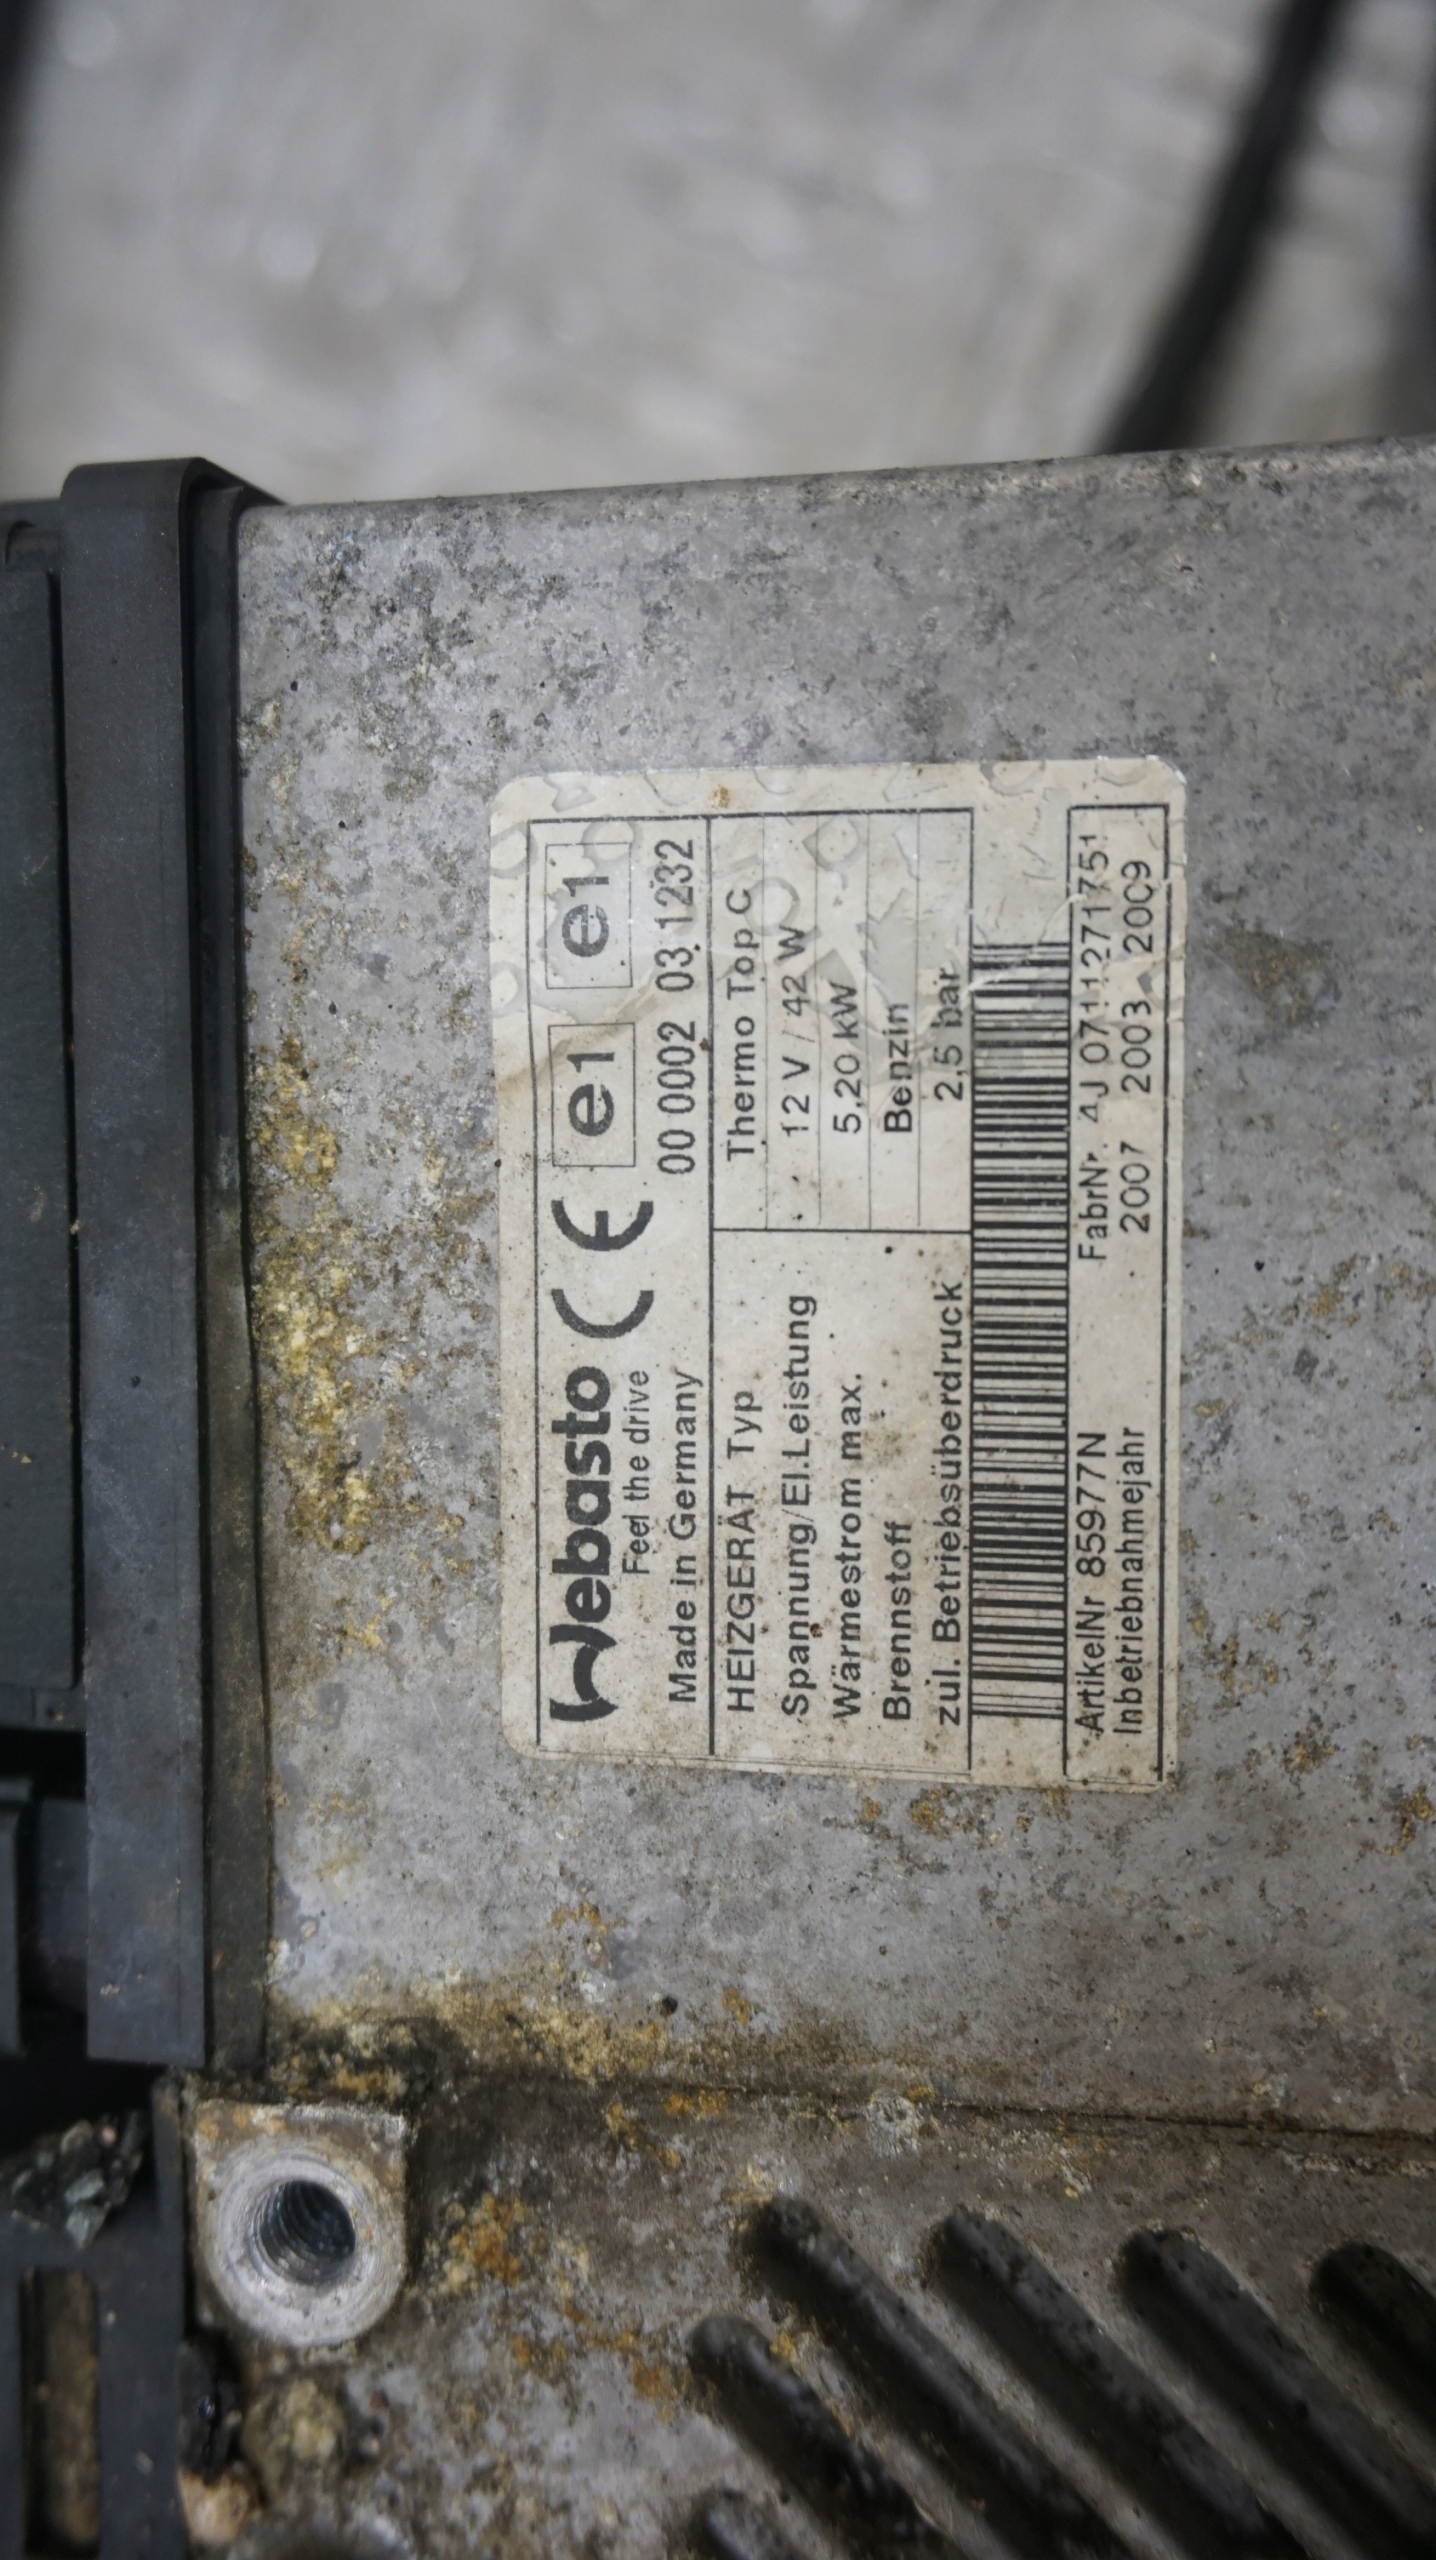 Webasto CE e1 e1
Feel the drive
Made in Germany 00 0002 03 1232
HEIZGERÄT Typ Thermo Top C
Spannung/El.Leistung 12 V / 42 W
Wärmestrom max. 5,20 kW
Brennstoff Benzin
zul. Betriebsüberdruck 2,5 bar
ArtikelNr 85977N FabrNr. 4J 0711271751
Inbetriebnahmejahr 2007 2003 2009